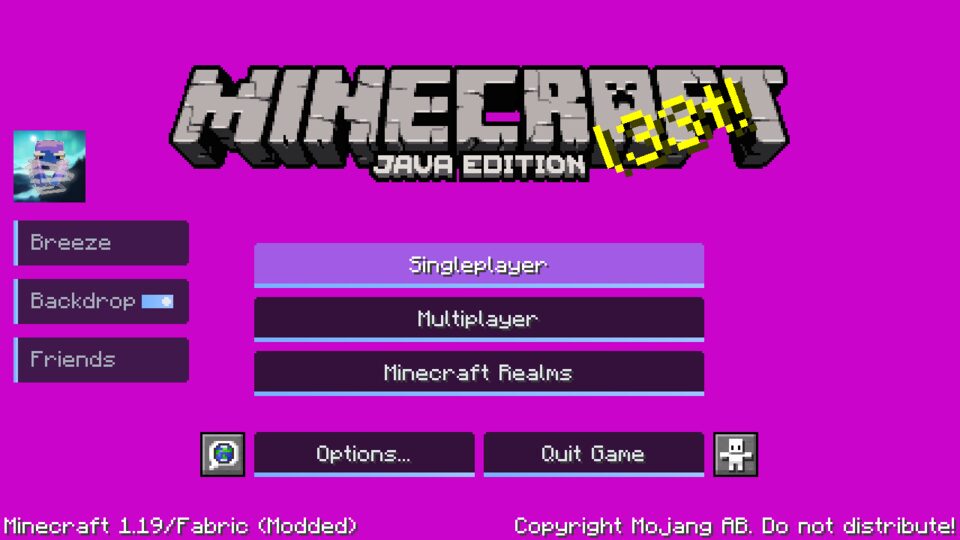 MINECRAFT
JAVA EDITION
1337!
Breeze
Backdrop
Friends
Singleplayer
Multiplayer
Minecraft Realms
Options...
Quit Game
Minecraft 1.19/Fabric (Modded)
Copyright Mojang AB. Do not distribute!